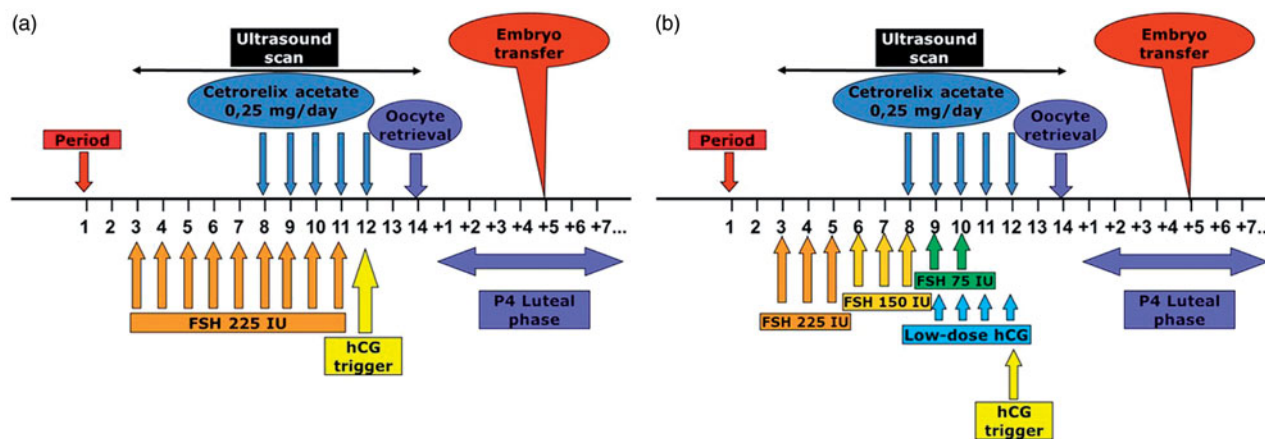 (a)
Ultrasound
scan
Embryo
transfer
Cetrorelix acetate
0,25 mg/day
Oocyte
retrieval
Period
1 2 3 4 5 6 7 8 9 10 11 12 13 14 +1 +2 +3 +4 +5 +6 +7...
FSH 225 IU
P4 Luteal
phase
hCG
trigger
(b)
Ultrasound
scan
Embryo
transfer
Cetrorelix acetate
0,25 mg/day
Oocyte
retrieval
Period
1 2 3 4 5 6 7 8 9 10 11 12 13 14 +1 +2 +3 +4 +5 +6 +7...
FSH 75 IU
FSH 150 IU
FSH 225 IU
Low-dose hCG
P4 Luteal
phase
hCG
trigger